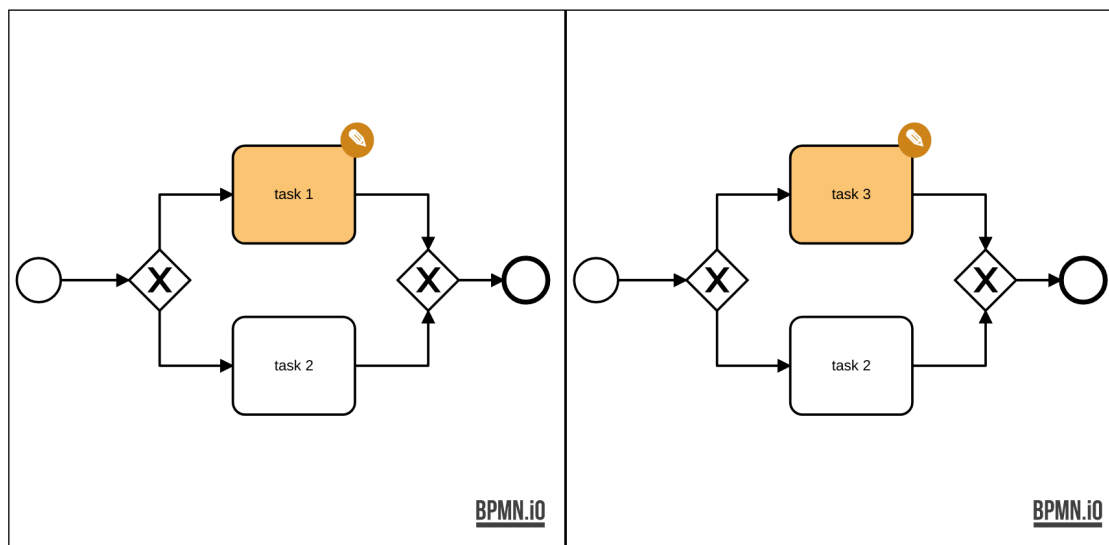 task 1
task 2
BPMN.iO
task 3
task 2
BPMN.iO